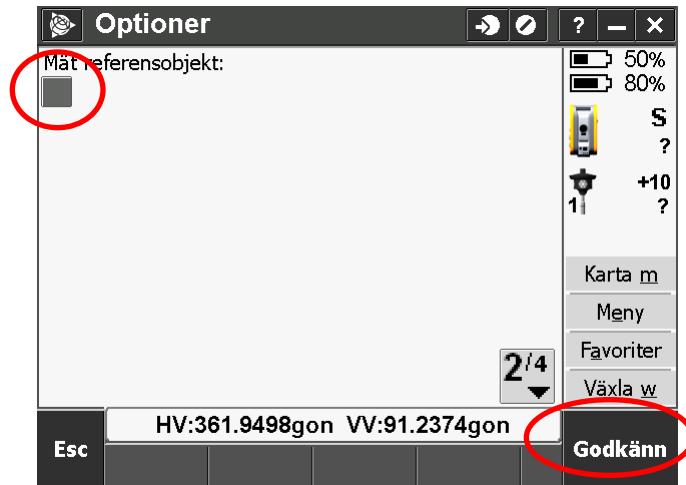 Optioner
? – ×
Mät referensobjekt:
50%
80%
S
?
+10
1 ?
Karta m
Meny
Favoriter
2/4
Växla w
HV:361.9498gon VV:91.2374gon
Esc
Godkänn